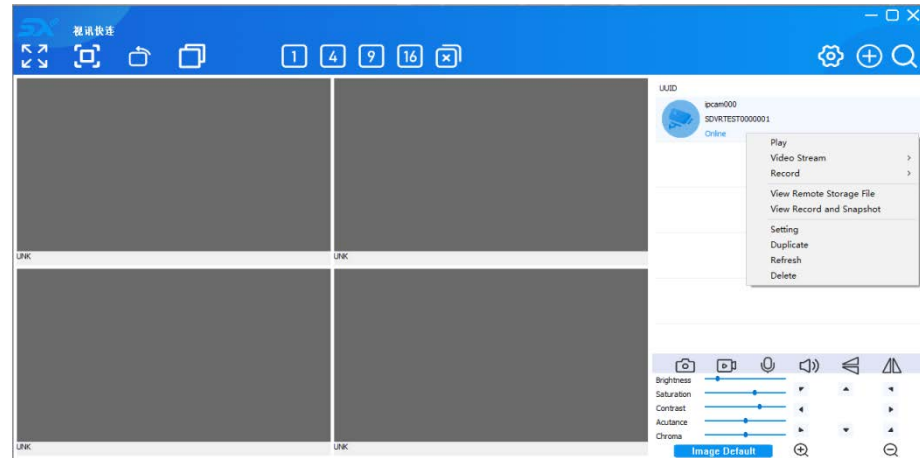 SX 视讯快连
1 4 9 16
UUID
ipcam000
SDVRTEST0000001
Online
Play
Video Stream
Record
View Remote Storage File
View Record and Snapshot
Setting
Duplicate
Refresh
Delete
UNK
UNK
UNK
UNK
Brightness
Saturation
Contrast
Acutance
Chroma
Image Default